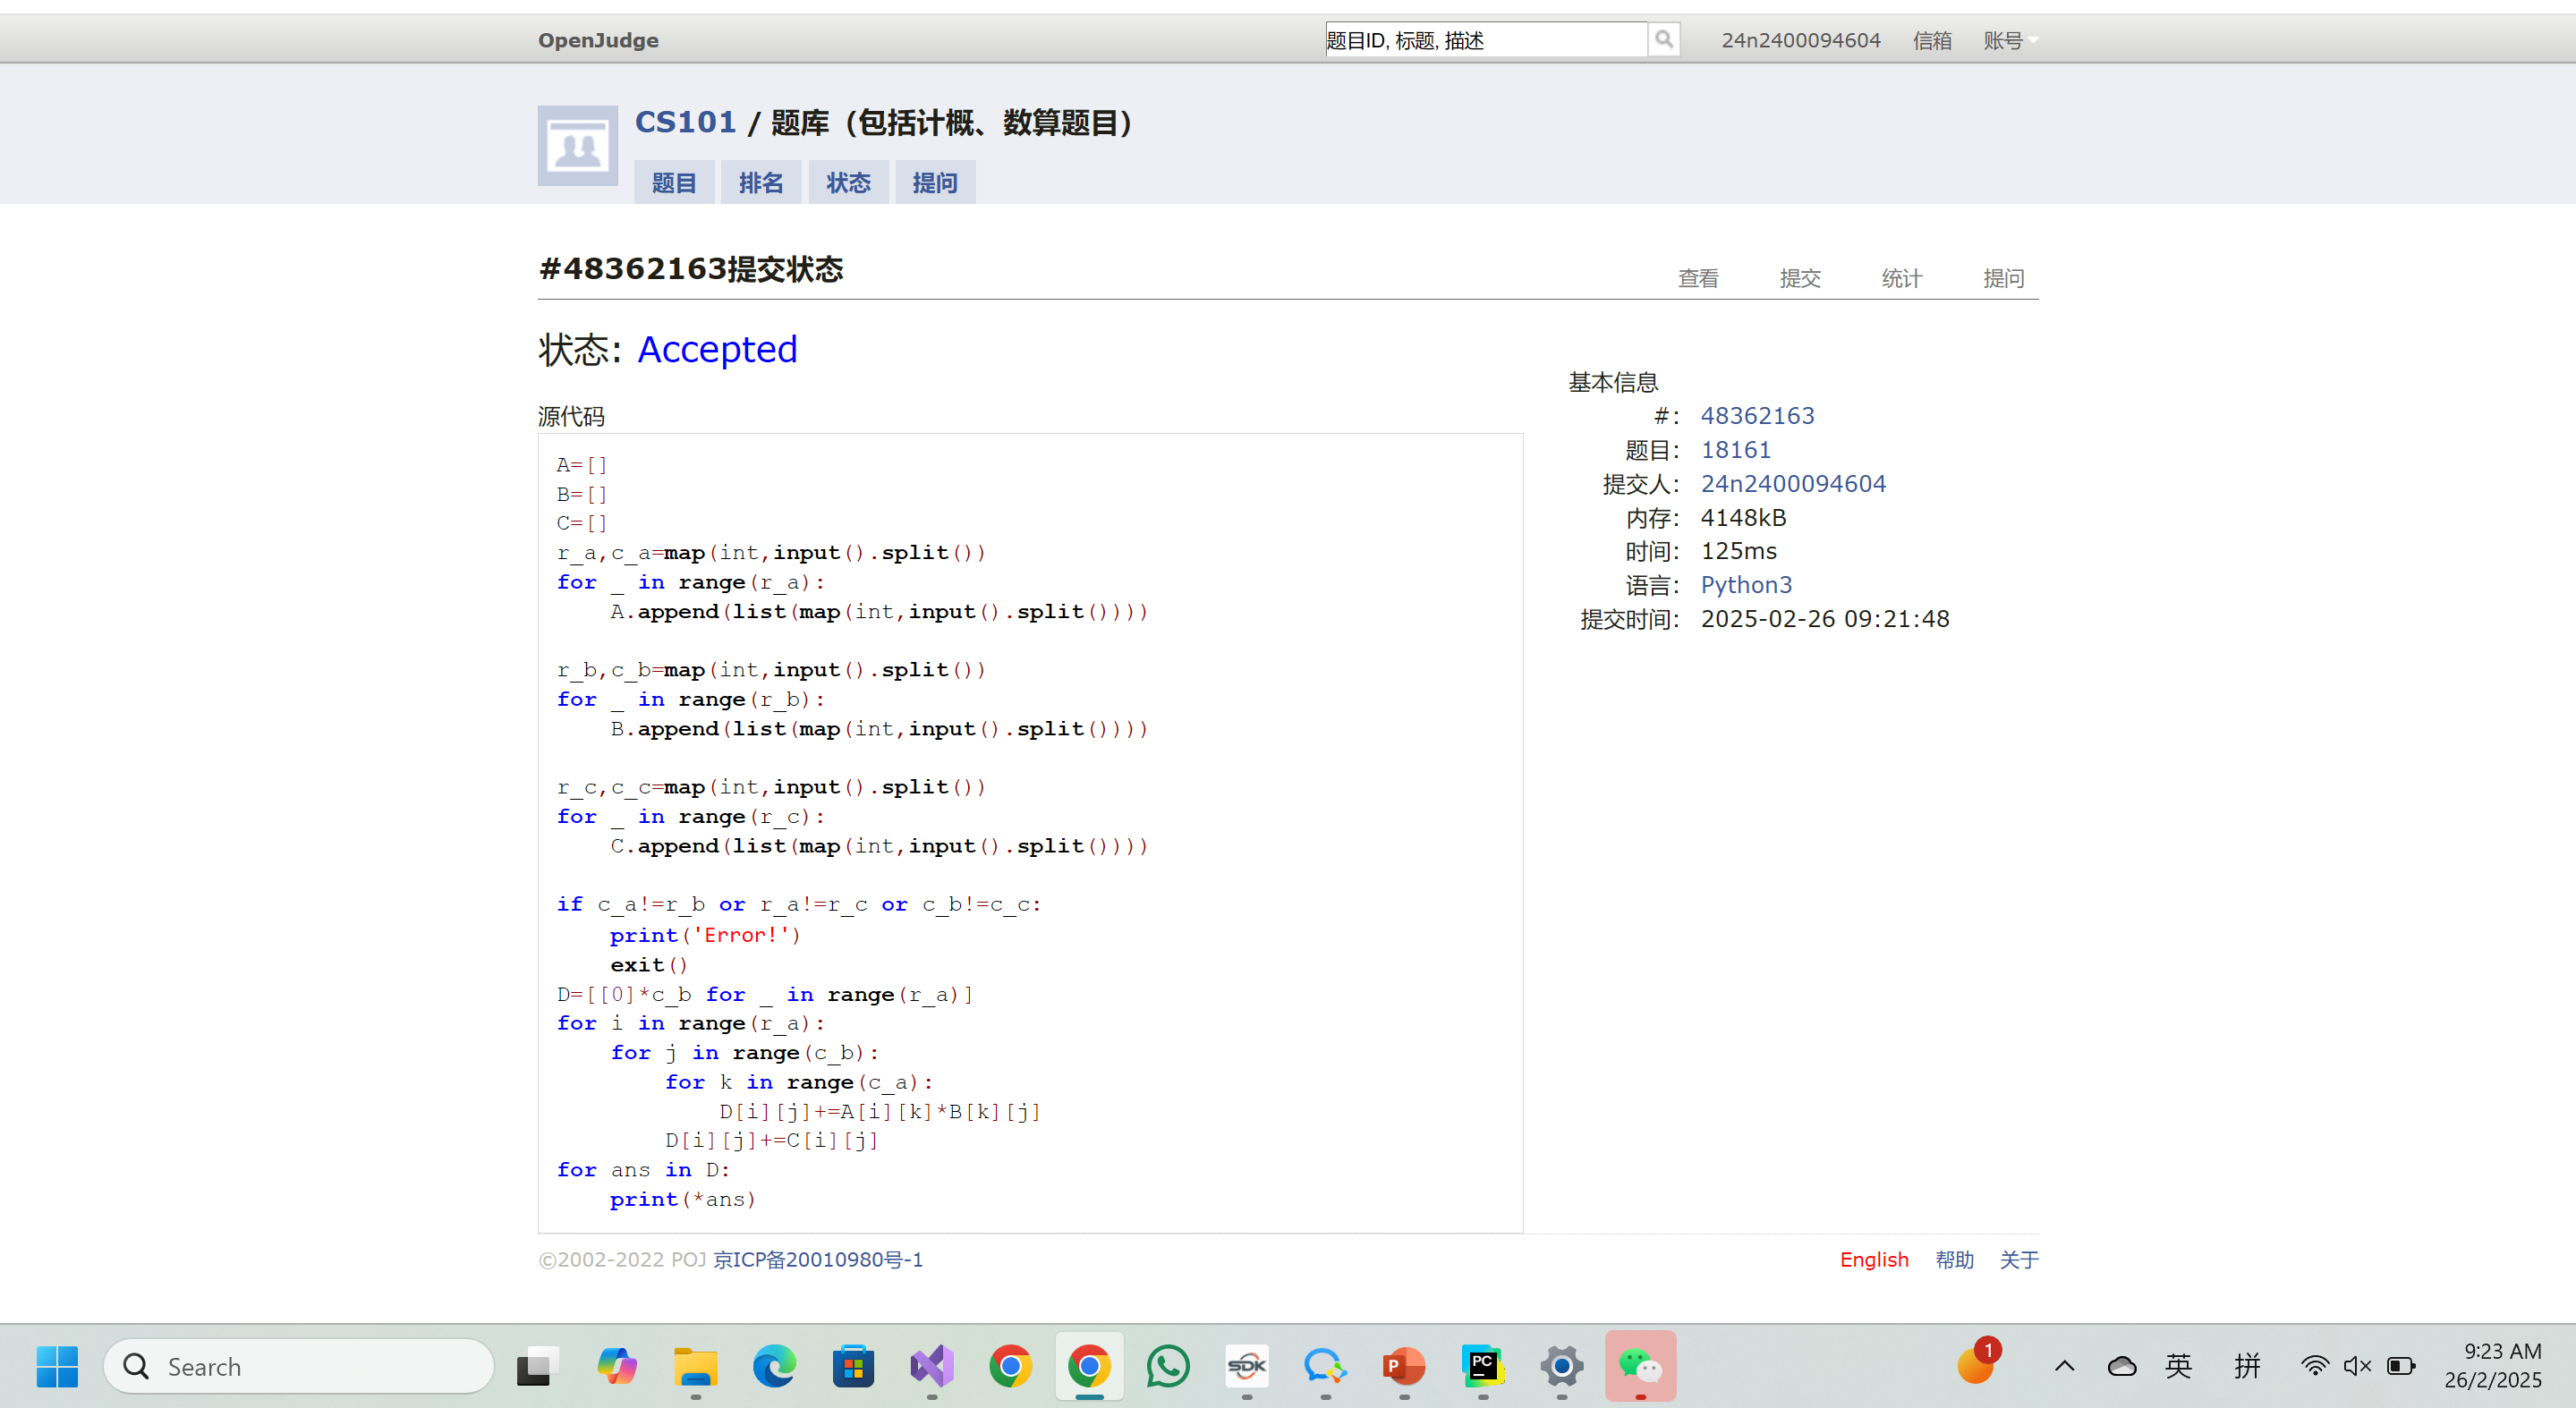 OpenJudge
题目ID, 标题, 描述
24n2400094604 信箱 账号
CS101 / 题库（包括计概、数算题目）
题目 排名 状态 提问
#48362163提交状态
查看 提交 统计 提问
状态: Accepted
源代码
A=[]
B=[]
C=[]
r_a,c_a=map(int,input().split())
for _ in range(r_a):
    A.append(list(map(int,input().split())))

r_b,c_b=map(int,input().split())
for _ in range(r_b):
    B.append(list(map(int,input().split())))

r_c,c_c=map(int,input().split())
for _ in range(r_c):
    C.append(list(map(int,input().split())))

if c_a!=r_b or r_a!=r_c or c_b!=c_c:
    print('Error!')
    exit()
D=[[0]*c_b for _ in range(r_a)]
for i in range(r_a):
    for j in range(c_b):
        for k in range(c_a):
            D[i][j]+=A[i][k]*B[k][j]
        D[i][j]+=C[i][j]
for ans in D:
    print(*ans)
基本信息
#: 48362163
题目: 18161
提交人: 24n2400094604
内存: 4148kB
时间: 125ms
语言: Python3
提交时间: 2025-02-26 09:21:48
©2002-2022 POJ 京ICP备20010980号-1
English 帮助 关于
Search
SDK
P
PC
1
英 拼
9:23 AM
26/2/2025